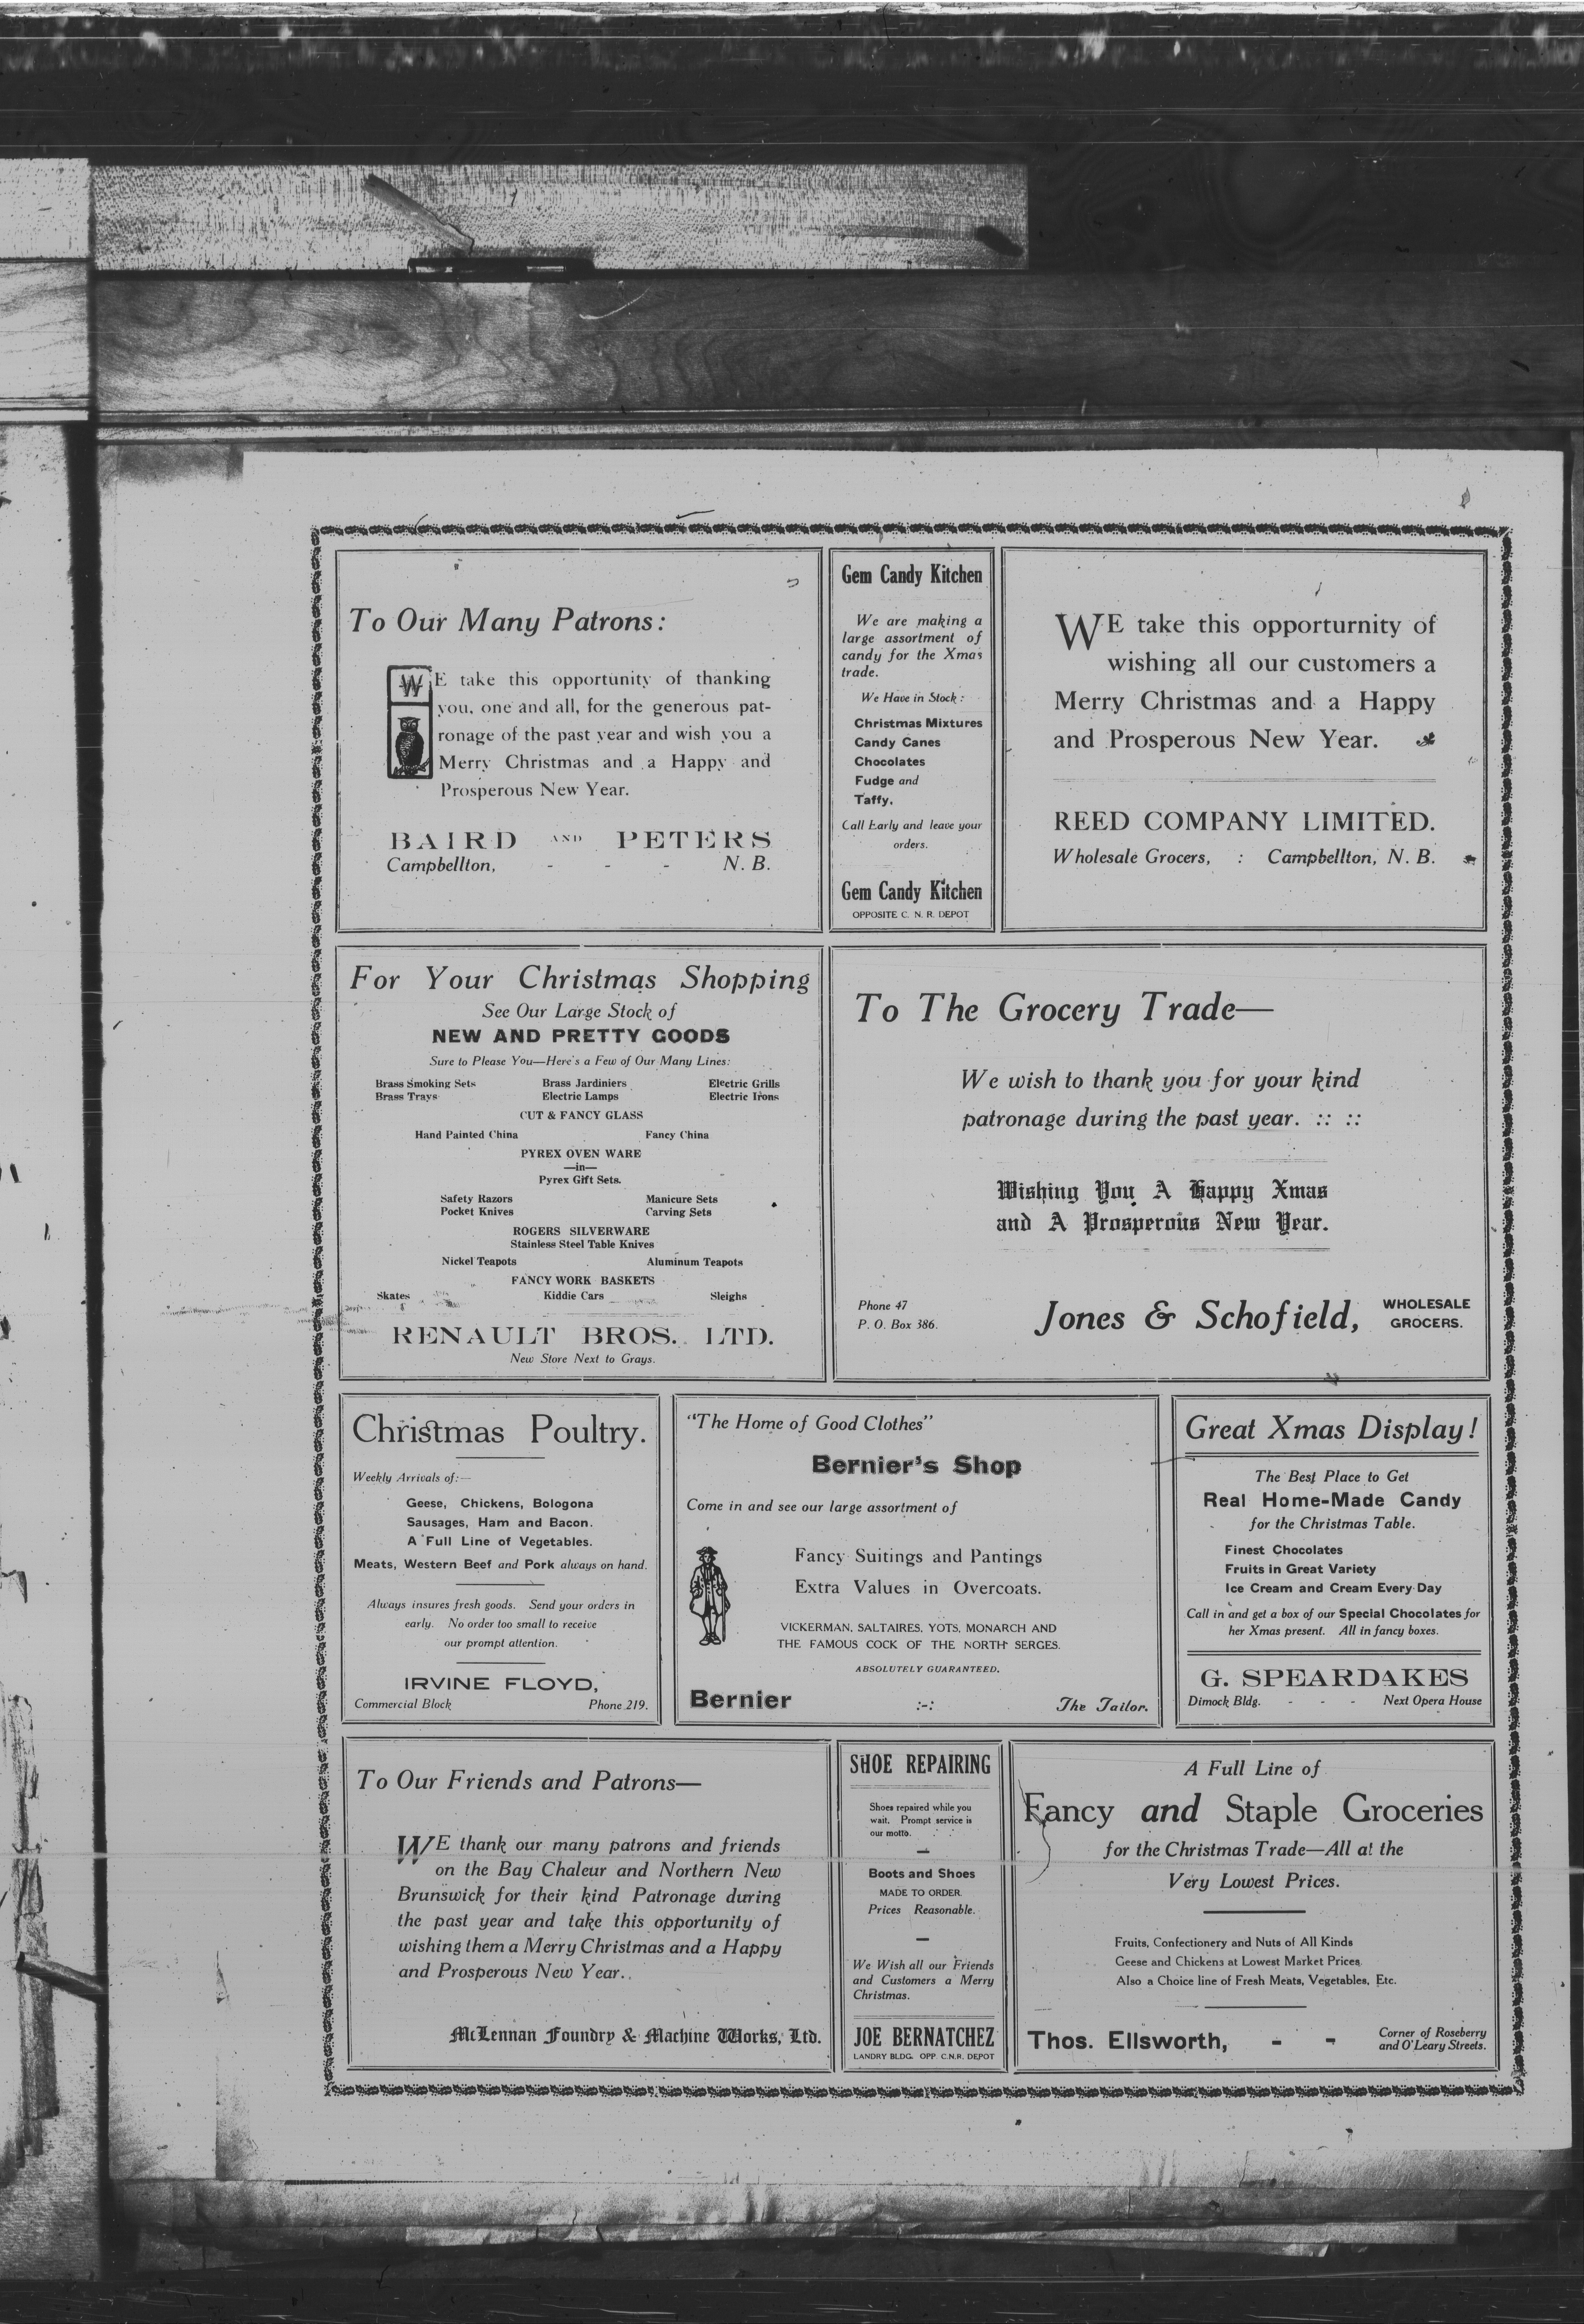 To Our Many Patrons:
WE take this opportunity of thanking
you, one and all, for the generous pat-
ronage of the past year and wish you a
Merry Christmas and a Happy and
Prosperous New Year.
BAIRD AND PETERS
Campbellton, - - - N. B.
Gem Candy Kitchen
We are making a
large assortment of
candy for the Xmas
trade.
We Have in Stock:
Christmas Mixtures
Candy Canes
Chocolates
Fudge and
Taffy.
Call Early and leave your
orders.
Gem Candy Kitchen
OPPOSITE C. N. R. DEPOT
WE take this opporturnity of
wishing all our customers a
Merry Christmas and a Happy
and Prosperous New Year.
REED COMPANY LIMITED.
Wholesale Grocers, : Campbellton, N. B.
For Your Christmas Shopping
See Our Large Stock of
NEW AND PRETTY GOODS
Sure to Please You—Here's a Few of Our Many Lines:
Brass Smoking Sets Brass Jardiniers Electric Grills
Brass Trays Electric Lamps Electric Irons
CUT & FANCY GLASS
Hand Painted China Fancy China
PYREX OVEN WARE
—in—
Pyrex Gift Sets.
Safety Razors Manicure Sets
Pocket Knives Carving Sets
ROGERS SILVERWARE
Stainless Steel Table Knives
Nickel Teapots Aluminum Teapots
FANCY WORK BASKETS
Skates Kiddie Cars Sleighs
RENAULT BROS. LTD.
New Store Next to Grays.
To The Grocery Trade—
We wish to thank you for your kind
patronage during the past year. :: ::
Wishing You A Happy Xmas
and A Prosperous New Year.
Phone 47
P. O. Box 386.
Jones & Schofield, WHOLESALE
GROCERS.
Christmas Poultry.
Weekly Arrivals of:—
Geese, Chickens, Bologona
Sausages, Ham and Bacon.
A Full Line of Vegetables.
Meats, Western Beef and Pork always on hand.
Always insures fresh goods. Send your orders in
early. No order too small to receive
our prompt attention.
IRVINE FLOYD,
Commercial Block Phone 219.
"The Home of Good Clothes"
Bernier's Shop
Come in and see our large assortment of
Fancy Suitings and Pantings
Extra Values in Overcoats.
VICKERMAN, SALTAIRES, YOTS, MONARCH AND
THE FAMOUS COCK OF THE NORTH SERGES.
ABSOLUTELY GUARANTEED.
Bernier :-: The Tailor.
Great Xmas Display!
The Best Place to Get
Real Home-Made Candy
for the Christmas Table.
Finest Chocolates
Fruits in Great Variety
Ice Cream and Cream Every Day
Call in and get a box of our Special Chocolates for
her Xmas present. All in fancy boxes.
G. SPEARDAKES
Dimock Bldg. - - - Next Opera House
To Our Friends and Patrons—
WE thank our many patrons and friends
on the Bay Chaleur and Northern New
Brunswick for their kind Patronage during
the past year and take this opportunity of
wishing them a Merry Christmas and a Happy
and Prosperous New Year.
McLennan Foundry & Machine Works, Ltd.
SHOE REPAIRING
Shoes repaired while you
wait. Prompt service is
our motto.
Boots and Shoes
MADE TO ORDER.
Prices Reasonable.
We Wish all our Friends
and Customers a Merry
Christmas.
JOE BERNATCHEZ
LANDRY BLDG. OPP. C.N.R. DEPOT
A Full Line of
Fancy and Staple Groceries
for the Christmas Trade—All at the
Very Lowest Prices.
Fruits, Confectionery and Nuts of All Kinds
Geese and Chickens at Lowest Market Prices.
Also a Choice line of Fresh Meats, Vegetables, Etc.
Thos. Ellsworth, - - Corner of Roseberry
and O'Leary Streets.